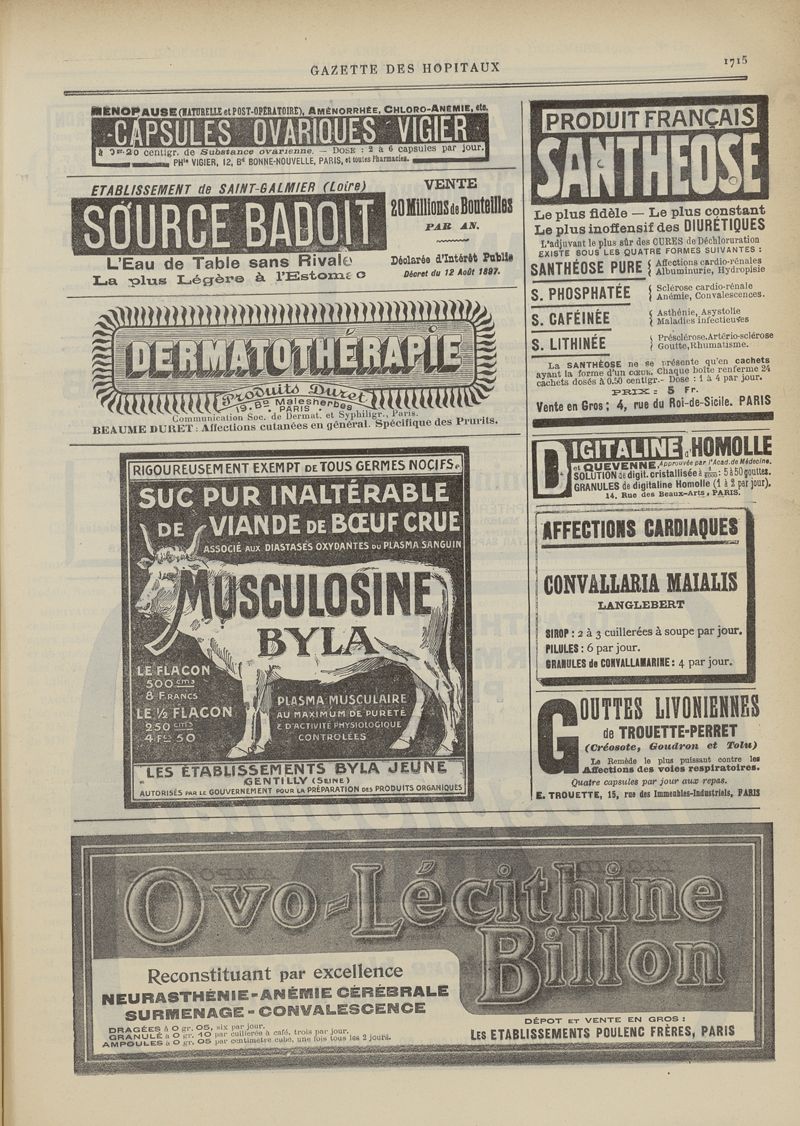 GAZETTE DES HOPITAUX
1715
MÉNOPAUSE (NATURELLE et POST-OPÉRATOIRE), AMÉNORRHÉE, CHLORO-ANÉMIE, etc.
CAPSULES OVARIQUES VIGIER
à 0gr.20 centigr. de Substance ovarienne. — DOSE : 2 à 6 capsules par jour.
PHie VIGIER, 12, Bd BONNE-NOUVELLE, PARIS, et toutes Pharmacies.
ETABLISSEMENT de SAINT-GALMIER (Loire)
SOURCE BADOIT
L'Eau de Table sans Rivale
La plus Légère à l'Estomac
VENTE
20 Millions de Bouteilles
PAR AN.
Déclarée d'Intérêt Public
Décret du 12 Août 1897.
DERMATOTHÉRAPIE
Produits Duret
19, Bd Malesherbes
PARIS
Communication Soc. de Dermat. et Syphiligr., Paris.
BEAUME DURET : Affections cutanées en général. Spécifique des Prurits.
RIGOUREUSEMENT EXEMPT DE TOUS GERMES NOCIFS.
SUC PUR INALTÉRABLE
DE VIANDE DE BŒUF CRUE
ASSOCIÉ AUX DIASTASES OXYDANTES DU PLASMA SANGUIN
MUSCULOSINE
BYLA
LE FLACON
500 cm3
8 FRANCS
LE ½ FLACON
250 cm3
4 Frs 50
PLASMA MUSCULAIRE
AU MAXIMUM DE PURETÉ
& D'ACTIVITÉ PHYSIOLOGIQUE
CONTROLÉES
LES ÉTABLISSEMENTS BYLA JEUNE
GENTILLY (SEINE)
AUTORISÉS PAR LE GOUVERNEMENT POUR LA PRÉPARATION DES PRODUITS ORGANIQUES
PRODUIT FRANÇAIS
SANTHEOSE
Le plus fidèle — Le plus constant
Le plus inoffensif des DIURÉTIQUES
L'adjuvant le plus sûr des CURES de Déchloruration
EXISTE SOUS LES QUATRE FORMES SUIVANTES :
SANTHÉOSE PURE { Affections cardio-rénales
Albuminurie, Hydropisie
S. PHOSPHATÉE { Sclérose cardio-rénale
Anémie, Convalescences.
S. CAFÉINÉE { Asthénie, Asystolie
Maladies infectieuses
S. LITHINÉE } Présclérose. Artério-sclérose
Goutte, Rhumatisme.
La SANTHÉOSE ne se présente qu'en cachets
ayant la forme d'un cœur. Chaque boîte renferme 24
cachets dosés à 0.50 centigr. - Dose : 1 à 4 par jour.
PRIX : 5 Fr.
Vente en Gros : 4, rue du Roi-de-Sicile. PARIS
DIGITALINE d'HOMOLLE
et QUEVENNE, Approuvée par l'Acad. de Médecine.
SOLUTION de digit. cristallisée à : 5 à 50 gouttes.
GRANULES de digitaline Homolle (1 à 2 par jour).
14, Rue des Beaux-Arts, PARIS.
AFFECTIONS CARDIAQUES
CONVALLARIA MAIALIS
LANGLEBERT
SIROP : 2 à 3 cuillerées à soupe par jour.
PILULES : 6 par jour.
GRANULES de CONVALLAMARINE : 4 par jour.
GOUTTES LIVONIENNES
de TROUETTE-PERRET
(Créosote, Goudron et Tolu)
Le Remède le plus puissant contre les
Affections des voies respiratoires.
Quatre capsules par jour aux repas.
E. TROUETTE, 15, rue des Immeubles-Industriels, PARIS
Ovo-Lécithine
Billon
Reconstituant par excellence
NEURASTHÉNIE-ANÉMIE CÉRÉBRALE
SURMENAGE - CONVALESCENCE
DRAGÉES à 0 gr. 05, six par jour.
GRANULÉ à 0 gr. 10 par cuillerée à café, trois par jour.
AMPOULES à 0 gr. 05 par centimètre cube, une fois tous les 2 jours.
DÉPOT ET VENTE EN GROS :
LES ETABLISSEMENTS POULENC FRÈRES, PARIS